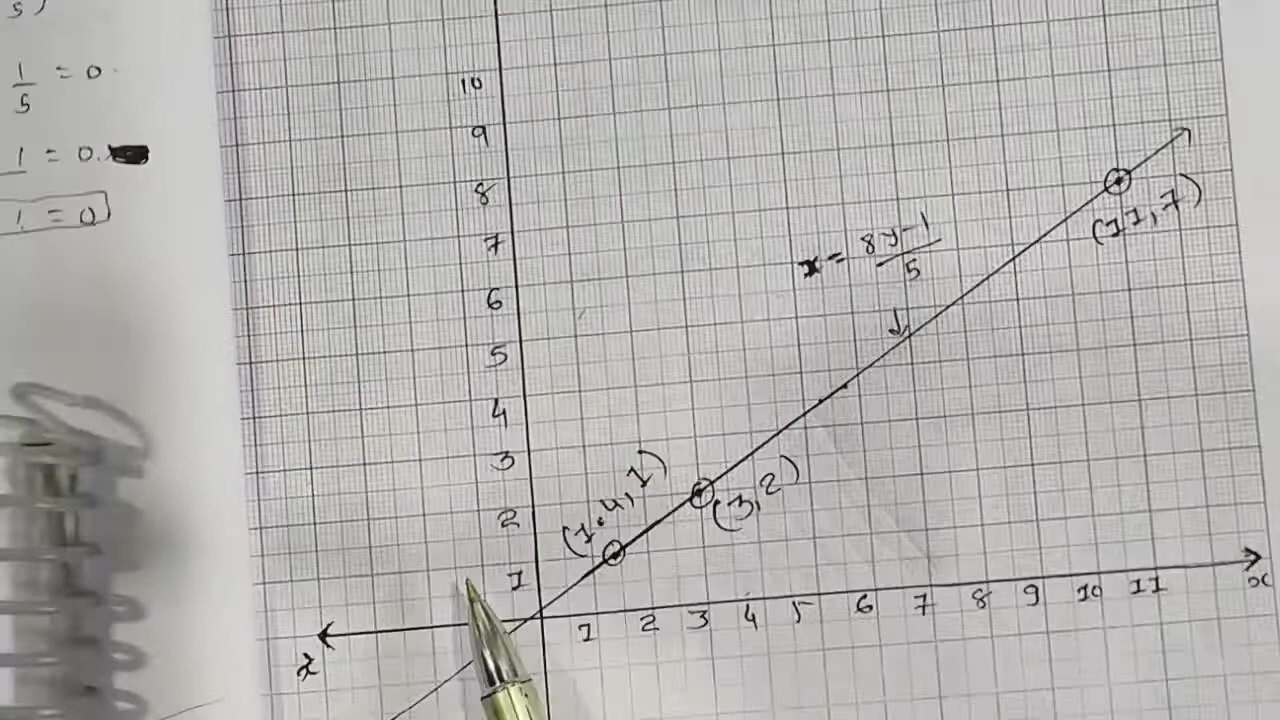 5)
1/5 = 0
1 = 0.
1 = 0
10
9
8
7
6
5
4
3
2
1
x = (8y-1)/5
(11,7)
(1.4,1)
(3,2)
1 2 3 4 5 6 7 8 9 10 11
x
x